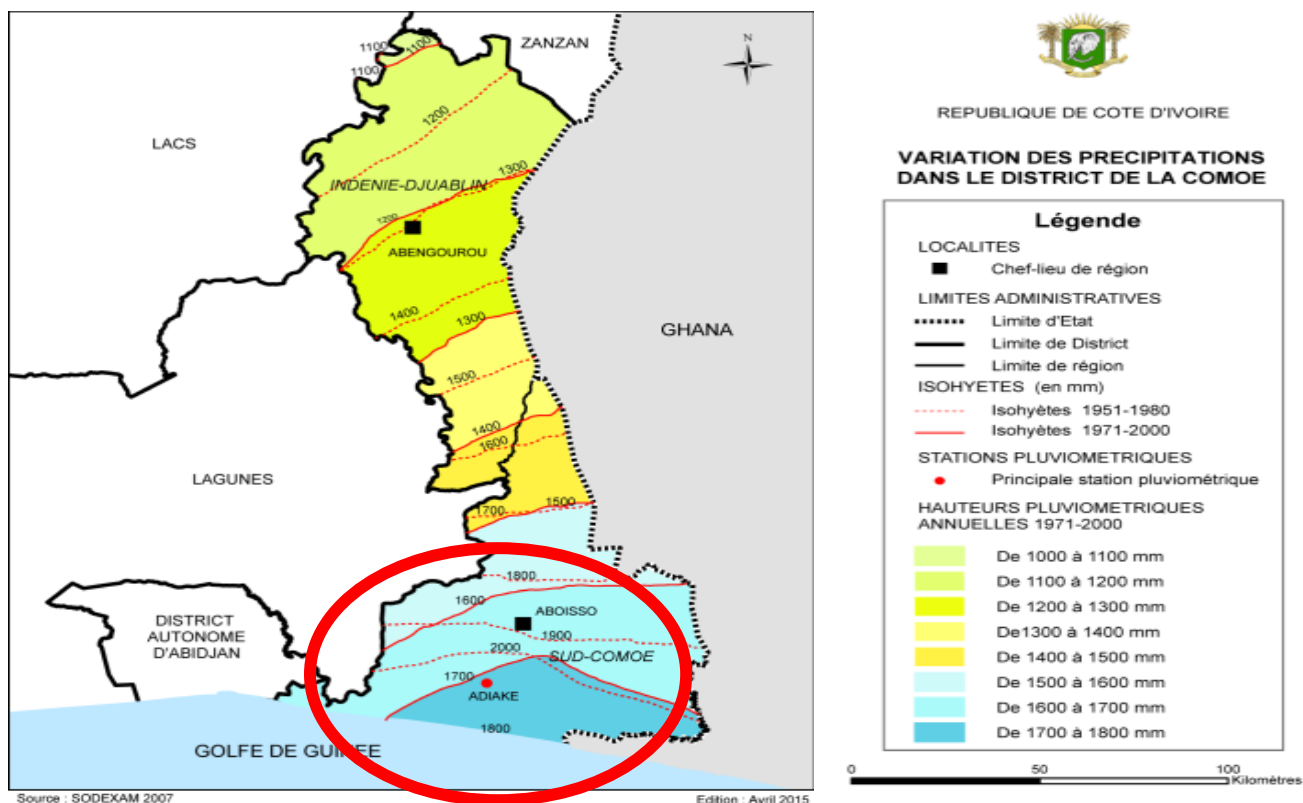 ZANZAN
N
1100
1100
1100
LACS
1200
1300
INDENIE-DJUABLIN
1200
ABENGOUROU
1400
1300
GHANA
1500
1400
1600
LAGUNES
1500
1700
1800
1600
ABOISSO
DISTRICT
AUTONOME
D'ABIDJAN
1900
2000
SUD-COMOE
1700
ADIAKE
1800
GOLFE DE GUINEE
Source : SODEXAM 2007
Edition : Avril 2015
REPUBLIQUE DE COTE D'IVOIRE
VARIATION DES PRECIPITATIONS
DANS LE DISTRICT DE LA COMOE
Légende
LOCALITES
Chef-lieu de région
LIMITES ADMINISTRATIVES
Limite d'Etat
Limite de District
Limite de région
ISOHYETES (en mm)
Isohyètes 1951-1980
Isohyètes 1971-2000
STATIONS PLUVIOMETRIQUES
Principale station pluviométrique
HAUTEURS PLUVIOMETRIQUES
ANNUELLES 1971-2000
De 1000 à 1100 mm
De 1100 à 1200 mm
De 1200 à 1300 mm
De1300 à 1400 mm
De 1400 à 1500 mm
De 1500 à 1600 mm
De 1600 à 1700 mm
De 1700 à 1800 mm
0 50 100
Kilomètres